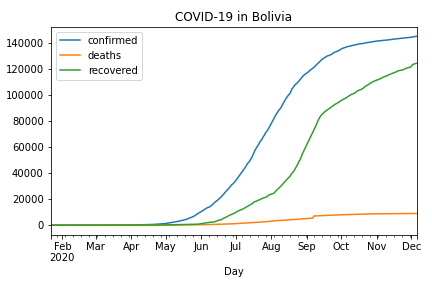 COVID-19 in Bolivia
confirmed
deaths
recovered
140000
120000
100000
80000
60000
40000
20000
0
Feb Mar Apr May Jun Jul Aug Sep Oct Nov Dec
2020
Day